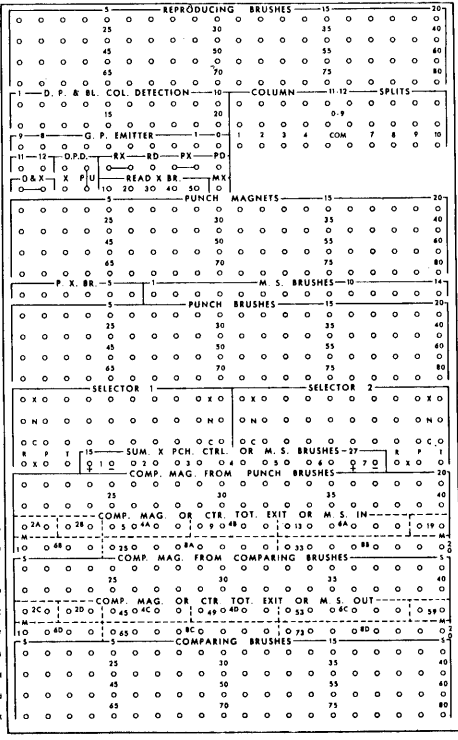 5 REPRODUCING BRUSHES 15 20
25 30 35 40
45 50 55 60
65 70 75 80
1 D. P. & BL. COL. DETECTION 10 COLUMN 11-12 SPLITS
15 20 0-9
9 8 G. P. EMITTER 1 0 1 2 3 4 COM 7 8 9 10
11 12 D.P.D. RX RD PX PD
O & X X P U READ X BR. MX
10 20 30 40 50
5 PUNCH MAGNETS 15 20
25 30 35 40
45 50 55 60
65 70 75 80
P. X. BR. 5 1 M. S. BRUSHES 10 14
5 PUNCH BRUSHES 15 20
25 30 35 40
45 50 55 60
65 70 75 80
SELECTOR 1 SELECTOR 2
X X X
N N N
C C C
R P T 15 SUM. X PCH. CTRL. OR M. S. BRUSHES 27 R P T
X 1 2 3 4 5 6 7 X
COMP. MAG. FROM PUNCH BRUSHES 20
25 30 35 40
COMP. MAG. OR CTR. TOT. EXIT OR M. S. IN
2A 2B 5 4A 9 4B 13 6A 19
M M
1 6B 25 8A 33 8B 20
5 COMP. MAG. FROM COMPARING BRUSHES 5
25 30 35 40
COMP. MAG. OR CTR. TOT. EXIT OR M. S. OUT
2C 2D 45 4C 49 4D 53 6C 59
M M
1 6D 65 8C 73 8D 20
5 5 COMPARING BRUSHES 15 5
25 30 35 40
45 50 55 60
65 70 75 80